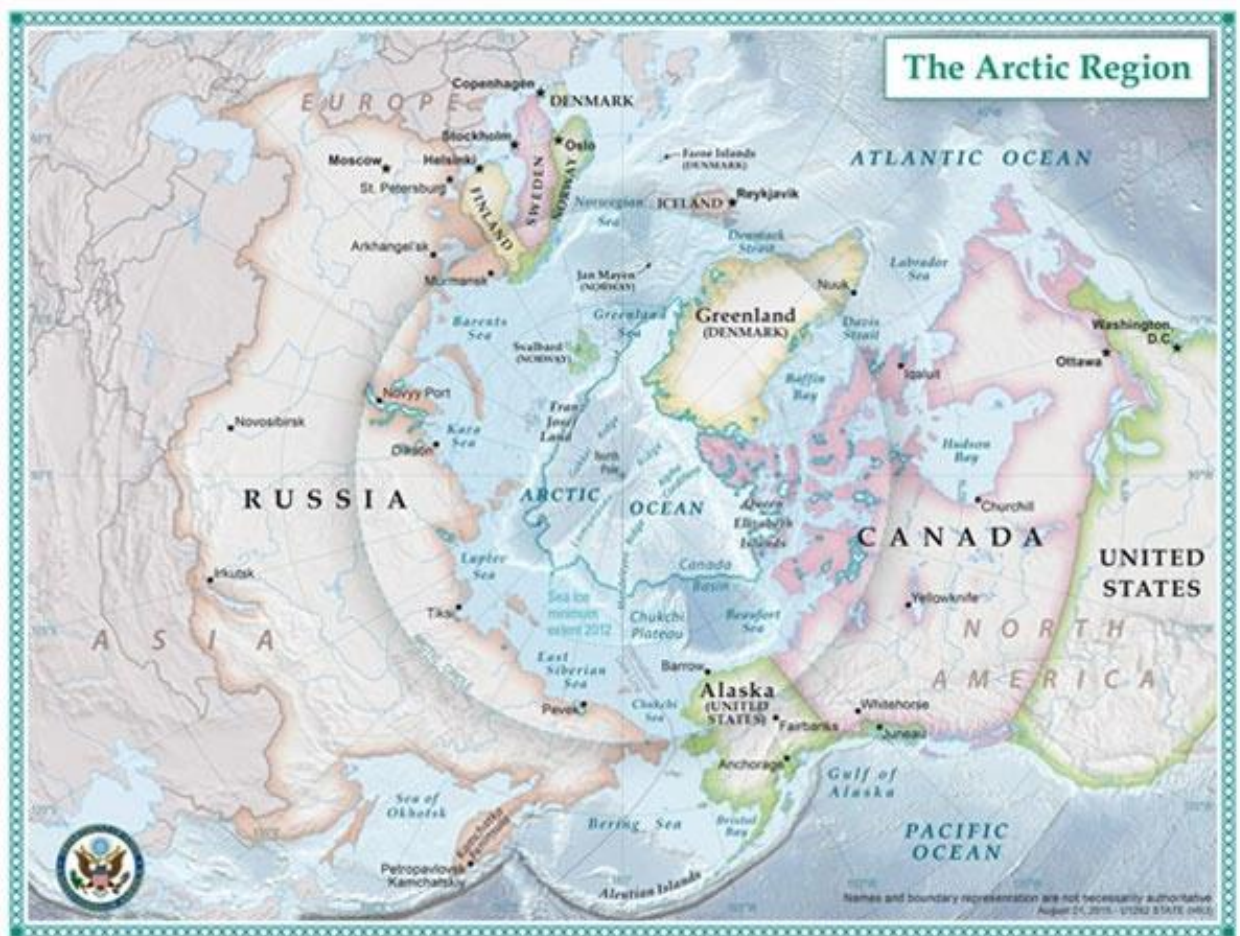 The Arctic Region
EUROPE
Copenhagen
DENMARK
Stockholm
Oslo
Moscow
Helsinki
St. Petersburg
FINLAND
SWEDEN
NORWAY
Faroe Islands
(DENMARK)
ATLANTIC OCEAN
Norwegian
Sea
ICELAND
Reykjavik
Denmark
Strait
Arkhangel'sk
Murmansk
Jan Mayen
(NORWAY)
Labrador
Sea
Nuuk
Greenland
(DENMARK)
Greenland
Sea
Barents
Sea
Svalbard
(NORWAY)
Davis
Strait
Washington,
D.C.
Ottawa
Iqaluit
Baffin
Bay
Novyy Port
Novosibirsk
Kara
Sea
Dikson
Franz
Josef
Land
North
Pole
Hudson
Bay
RUSSIA
ARCTIC
OCEAN
Queen
Elizabeth
Islands
Churchill
CANADA
UNITED
STATES
Laptev
Sea
Canada
Basin
Irkutsk
Tiksi
Sea ice
minimum
extent 2012
Chukchi
Plateau
Beaufort
Sea
Yellowknife
ASIA
NORTH
AMERICA
ARCTIC CIRCLE
East
Siberian
Sea
Barrow
Alaska
(UNITED
STATES)
Pevek
Chukchi
Sea
Fairbanks
Whitehorse
Juneau
Anchorage
Gulf of
Alaska
Sea of
Okhotsk
Bering Sea
Bristol
Bay
PACIFIC
OCEAN
Kamchatka
Petropavlovsk
Kamchatskiy
Aleutian Islands
Names and boundary representation are not necessarily authoritative